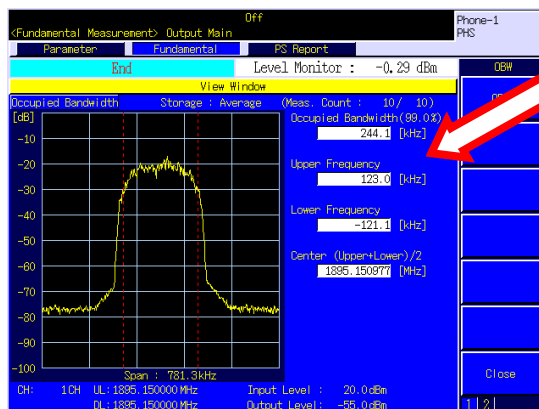 Off
Phone-1
<Fundamental Measurement> Output Main
PHS
Parameter Fundamental PS Report
End Level Monitor : -0.29 dBm OBW
View Window
Occupied Bandwidth Storage : Average (Meas. Count : 10/ 10)
[dB] Occupied Bandwidth(99.0%)
244.1 [kHz]
-10
-20 Upper Frequency
123.0 [kHz]
-30
Lower Frequency
-40
-121.1 [kHz]
-50
Center (Upper+Lower)/2
-60 1895.150977 [MHz]
-70
-80
-90
-100
Span : 781.3kHz
Close
CH: 1CH UL:1895.150000MHz Input Level : 20.0dBm
DL:1895.150000MHz Output Level: -55.0dBm 1 2